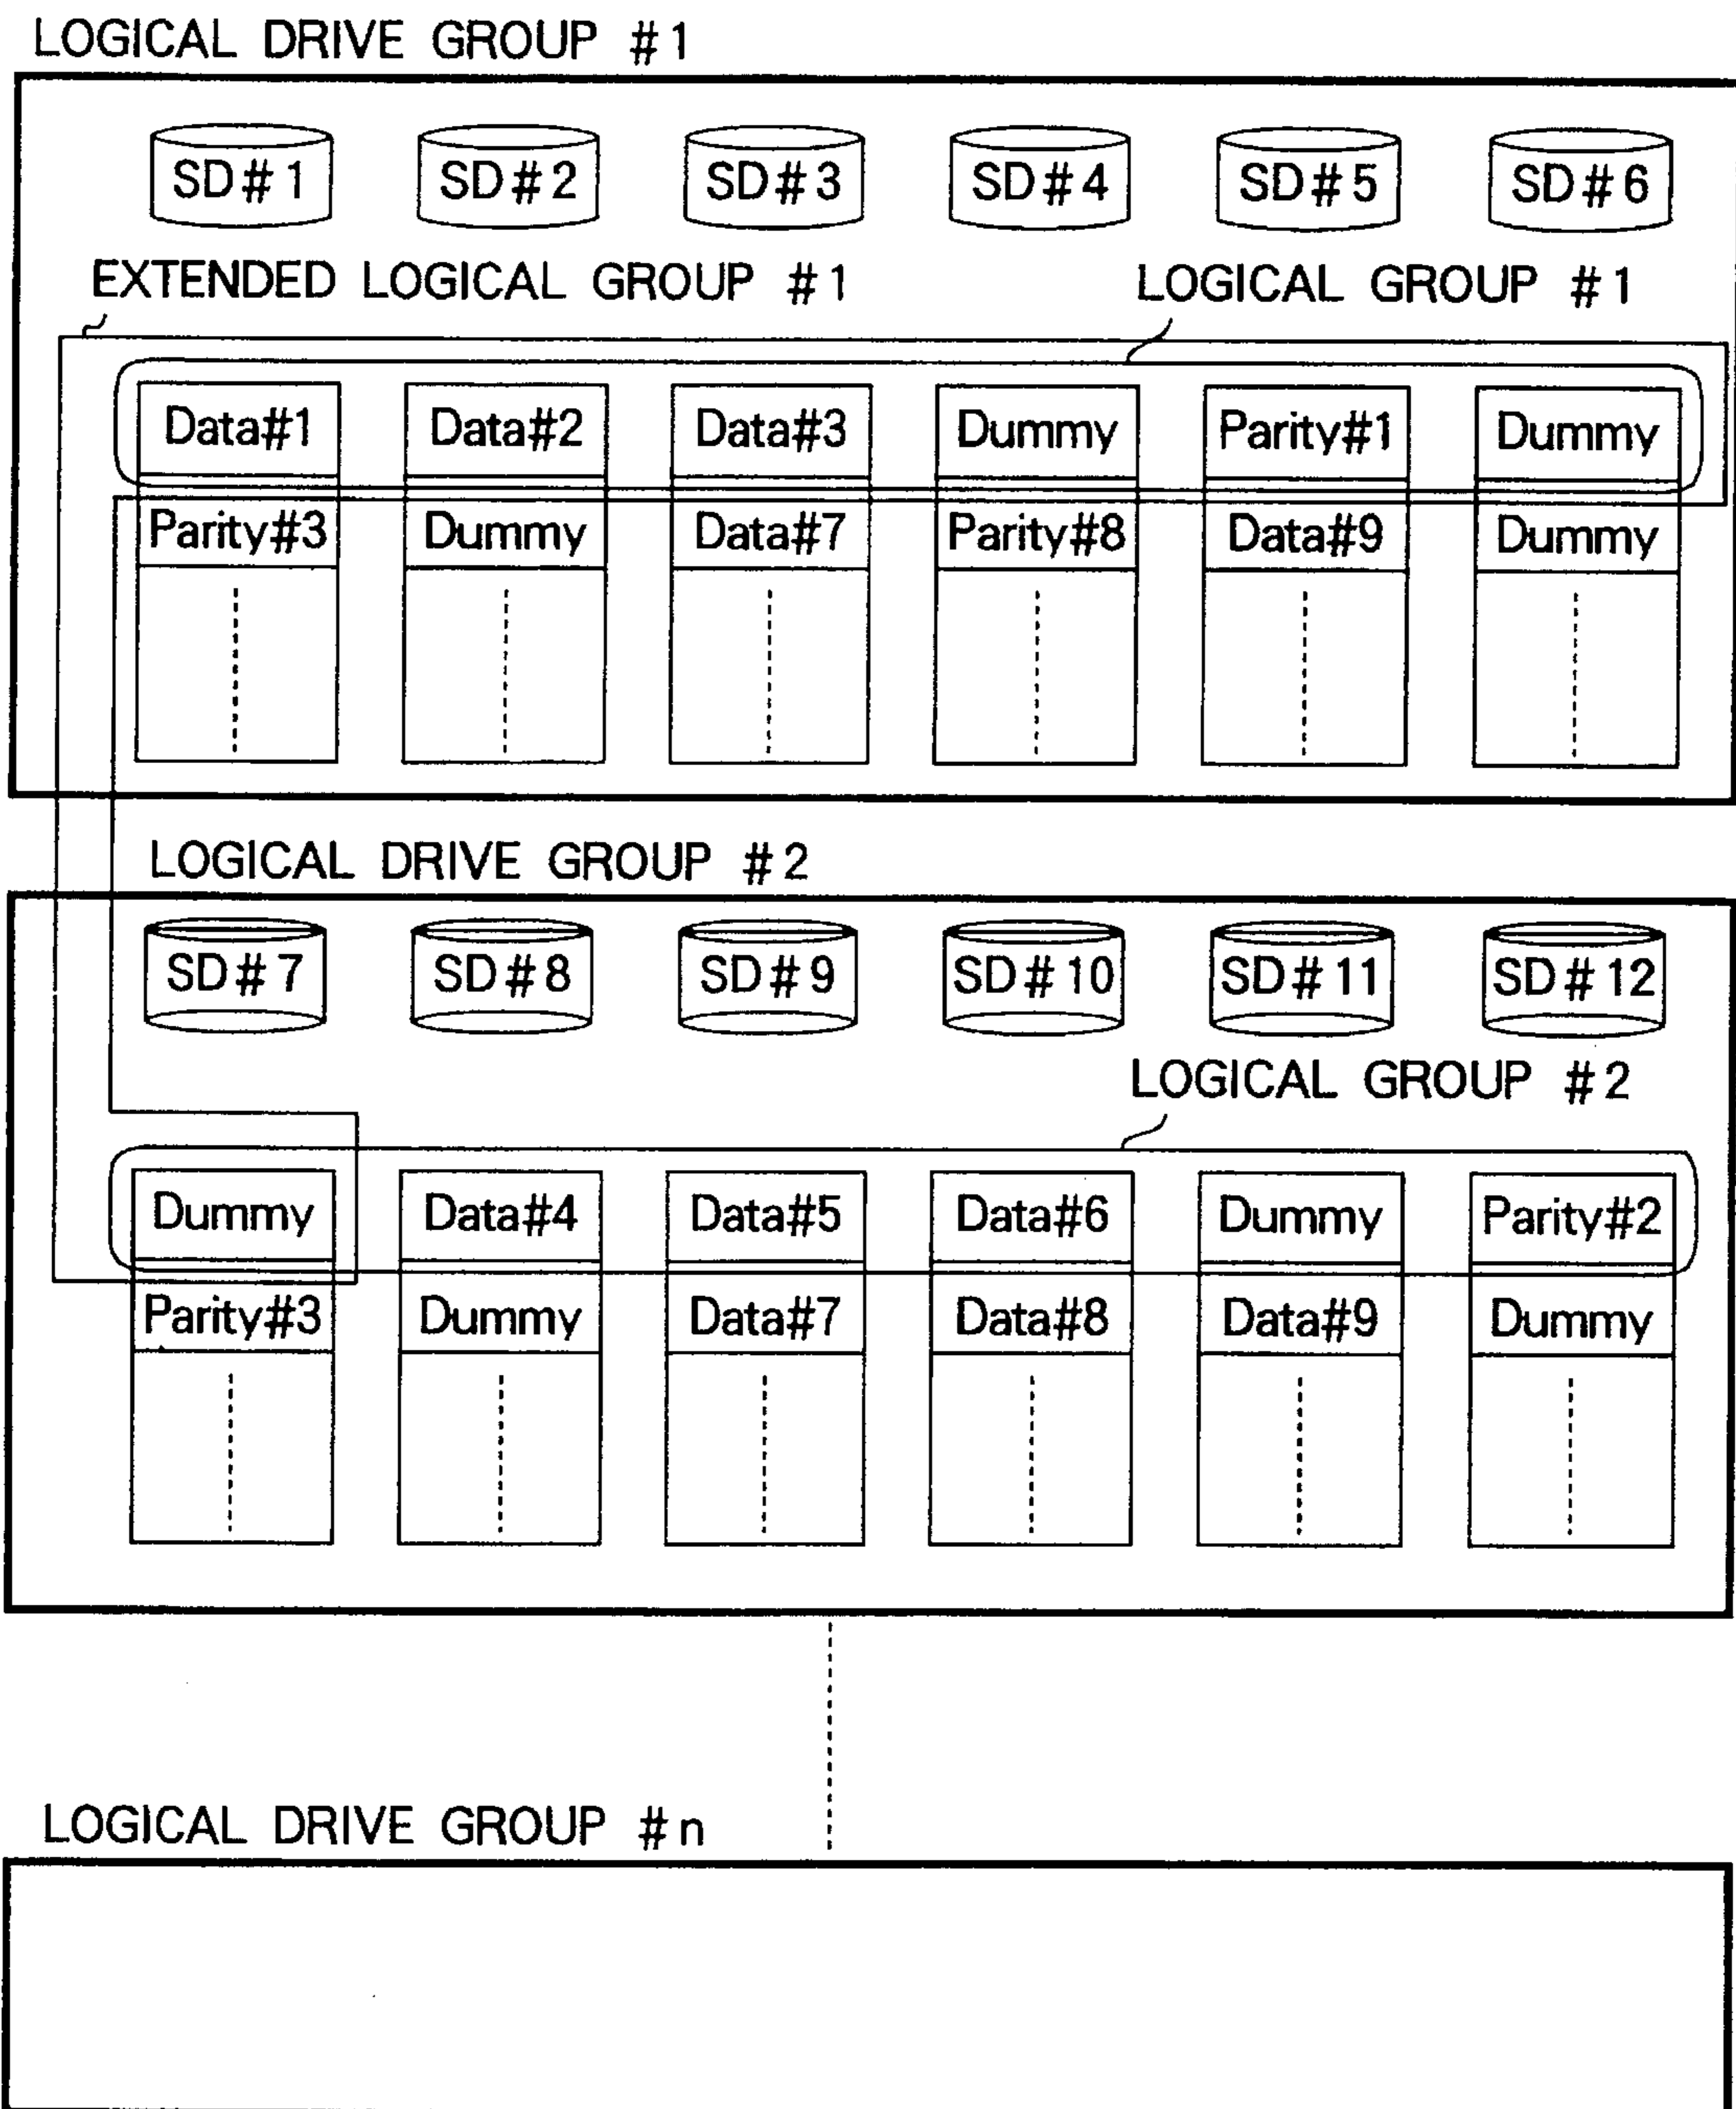 LOGICAL DRIVE GROUP #1
SD#1 SD#2 SD#3 SD#4 SD#5 SD#6
EXTENDED LOGICAL GROUP #1 LOGICAL GROUP #1
Data#1 Data#2 Data#3 Dummy Parity#1 Dummy
Parity#3 Dummy Data#7 Parity#8 Data#9 Dummy
LOGICAL DRIVE GROUP #2
SD#7 SD#8 SD#9 SD#10 SD#11 SD#12
LOGICAL GROUP #2
Dummy Data#4 Data#5 Data#6 Dummy Parity#2
Parity#3 Dummy Data#7 Data#8 Data#9 Dummy
LOGICAL DRIVE GROUP #n